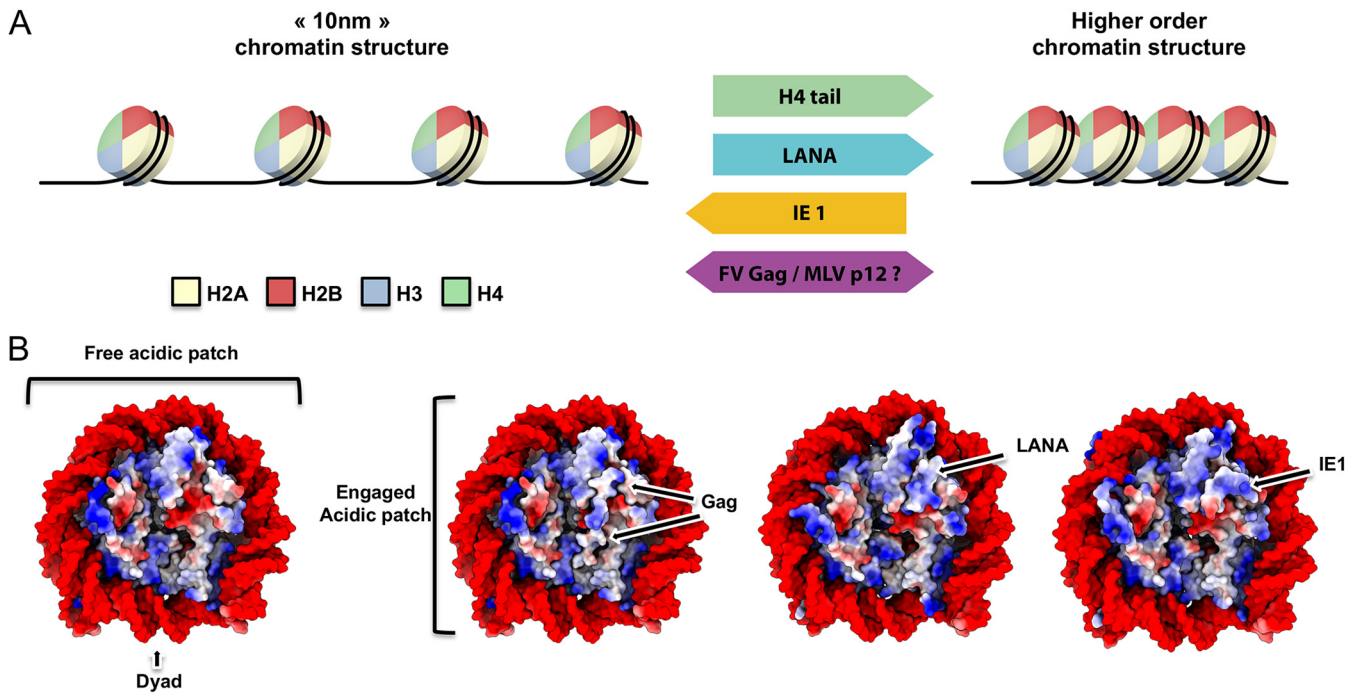 A
« 10nm »
chromatin structure
Higher order
chromatin structure
H4 tail
LANA
IE 1
FV Gag / MLV p12 ?
H2A H2B H3 H4
B
Free acidic patch
Engaged
Acidic patch
Gag
LANA
IE1
Dyad